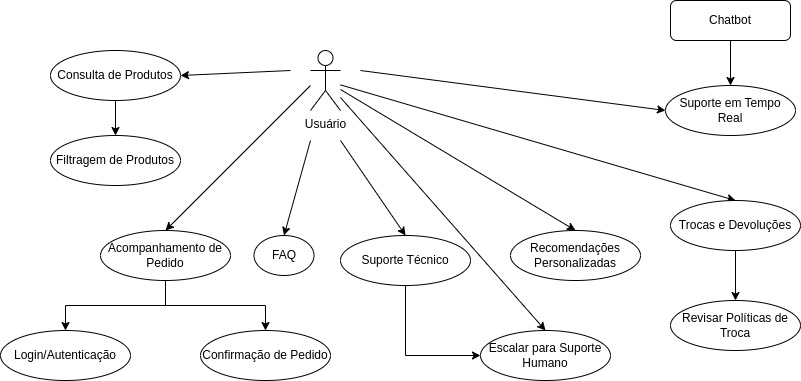 Chatbot
Consulta de Produtos
Suporte em Tempo
Real
Usuário
Filtragem de Produtos
Acompanhamento de
Pedido
FAQ
Suporte Técnico
Recomendações
Personalizadas
Trocas e Devoluções
Login/Autenticação
Confirmação de Pedido
Escalar para Suporte
Humano
Revisar Políticas de
Troca